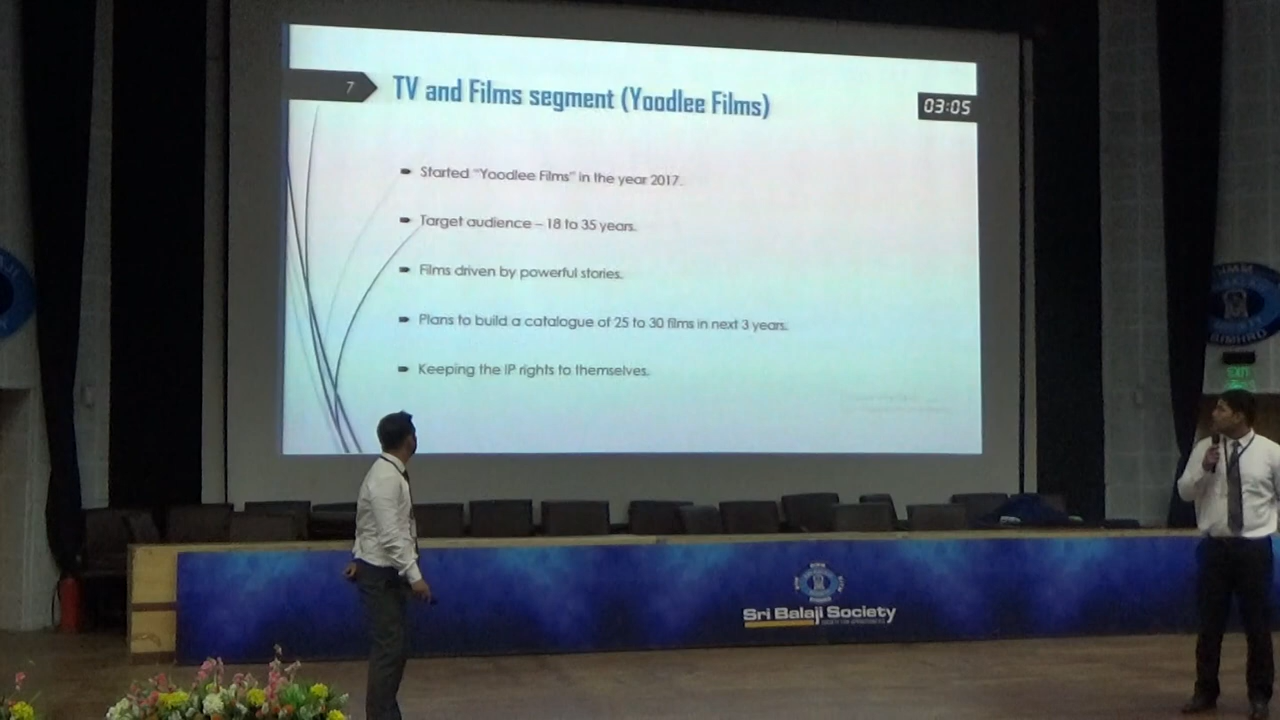 7
TV and Films segment (Yoodlee Films)
03:05
Started "Yoodlee Films" in the year 2017.
Target audience – 18 to 35 years.
Films driven by powerful stories.
Plans to build a catalogue of 25 to 30 films in next 3 years.
Keeping the IP rights to themselves.
EXIT
Sri Balaji Society